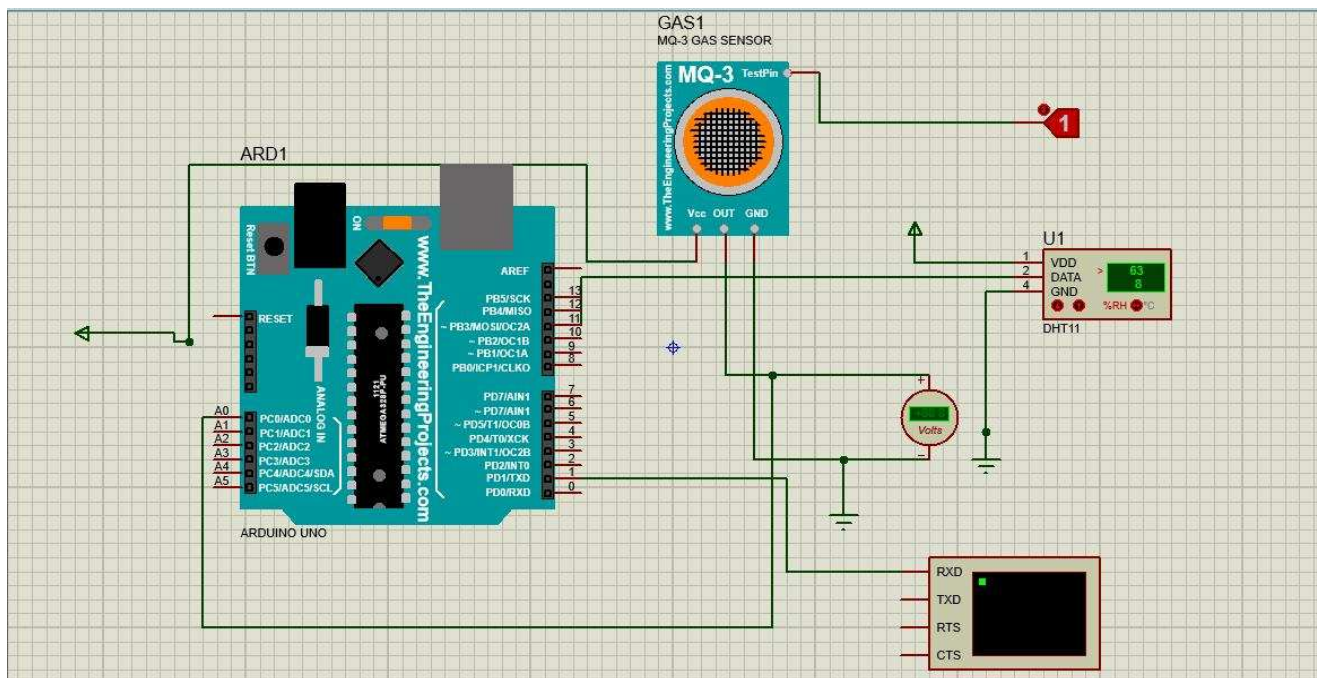 GAS1
MQ-3 GAS SENSOR
MQ-3
TestPin
www.TheEngineeringProjects.com
Vcc OUT GND
1
ARD1
Reset BTN
ON
www.TheEngineeringProjects.com
AREF
PB5/SCK 13
PB4/MISO 12
~ PB3/MOSI/OC2A 11
~ PB2/OC1B 10
~ PB1/OC1A 9
PB0/ICP1/CLKO 8
RESET
ANALOG IN
1121
ATMEGA328P-PU
PD7/AIN1 7
~ PD7/AIN1 6
~ PD5/T1/OC0B 5
PD4/T0/XCK 4
~ PD3/INT1/OC2B 3
PD2/INT0 2
PD1/TXD 1
PD0/RXD 0
A0 PC0/ADC0
A1 PC1/ADC1
A2 PC2/ADC2
A3 PC3/ADC3
A4 PC4/ADC4/SDA
A5 PC5/ADC5/SCL
ARDUINO UNO
U1
1 VDD
2 DATA
4 GND
> 63
8
%RH °C
DHT11
+
Volts
−
RXD
TXD
RTS
CTS